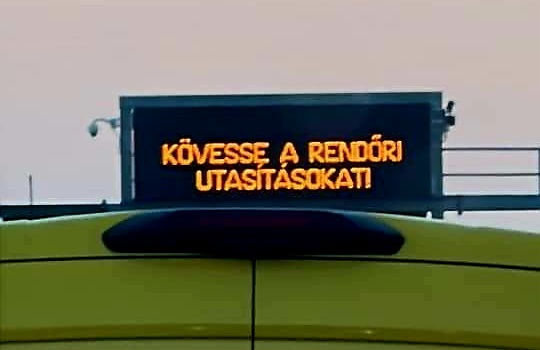 KÖVESSE A RENDŐRI
UTASÍTÁSOKAT!